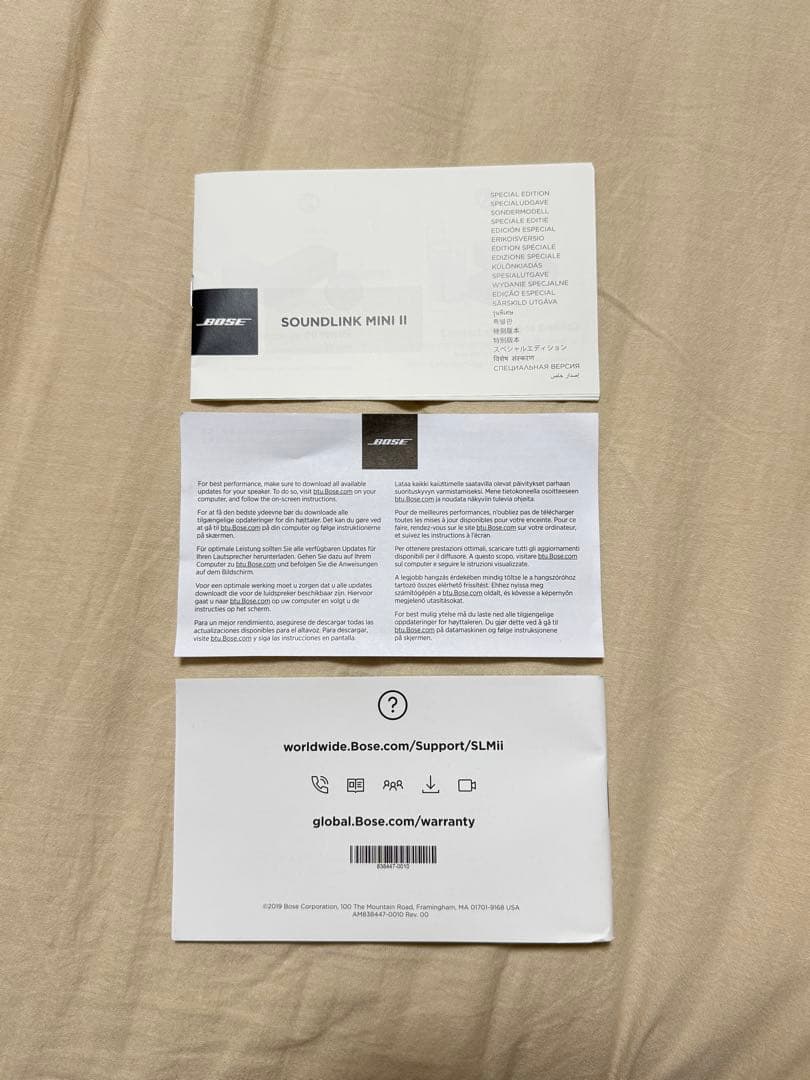 SPECIAL EDITION
SPECIALUDGAVE
SONDERMODELL
SPECIALE EDITIE
EDICIÓN ESPECIAL
ERIKOISVERSIO
ÉDITION SPÉCIALE
EDIZIONE SPECIALE
KÜLÖNKIADÁS
SPESIALUTGAVE
WYDANIE SPECJALNE
EDIÇÃO ESPECIAL
SÄRSKILD UTGÅVA
รุ่นพิเศษ
특별판
特别版本
特別版本
スペシャルエディション
विशेष संस्करण
СПЕЦИАЛЬНАЯ ВЕРСИЯ
إصدار خاص
BOSE
SOUNDLINK MINI II
BOSE
For best performance, make sure to download all available
updates for your speaker. To do so, visit btu.Bose.com on your
computer, and follow the on-screen instructions.
For at få den bedste ydeevne bør du downloade alle
tilgængelige opdateringer for din højttaler. Det kan du gøre ved
at gå til btu.Bose.com på din computer og følge instruktionerne
på skærmen.
Für optimale Leistung sollten Sie alle verfügbaren Updates für
Ihren Lautsprecher herunterladen. Gehen Sie dazu auf Ihrem
Computer zu btu.Bose.com und befolgen Sie die Anweisungen
auf dem Bildschirm.
Voor een optimale werking moet u zorgen dat u alle updates
downloadt die voor de luidspreker beschikbaar zijn. Hiervoor
gaat u naar btu.Bose.com op uw computer en volgt u de
instructies op het scherm.
Para un mejor rendimiento, asegúrese de descargar todas las
actualizaciones disponibles para el altavoz. Para descargar,
visite btu.Bose.com y siga las instrucciones en pantalla.
Lataa kaikki kaiuttimelle saatavilla olevat päivitykset parhaan
suorituskyvyn varmistamiseksi. Mene tietokoneella osoitteeseen
btu.Bose.com ja noudata näkyviin tulevia ohjeita.
Pour de meilleures performances, n'oubliez pas de télécharger
toutes les mises à jour disponibles pour votre enceinte. Pour ce
faire, rendez-vous sur le site btu.Bose.com sur votre ordinateur,
et suivez les instructions à l'écran.
Per ottenere prestazioni ottimali, scaricare tutti gli aggiornamenti
disponibili per il diffusore. A questo scopo, visitare btu.Bose.com
sul computer e seguire le istruzioni visualizzate.
A legjobb hangzás érdekében mindig töltse le a hangszóróhoz
tartozó összes elérhető frissítést. Ehhez nyissa meg
számítógépén a btu.Bose.com oldalt, és kövesse a képernyőn
megjelenő utasításokat.
For best mulig ytelse må du laste ned alle tilgjengelige
oppdateringer for høyttaleren. Du gjør dette ved å gå til
btu.Bose.com på datamaskinen og følge instruksjonene
på skjermen.
?
worldwide.Bose.com/Support/SLMii
global.Bose.com/warranty
838447-0010
©2019 Bose Corporation, 100 The Mountain Road, Framingham, MA 01701-9168 USA
AM838447-0010 Rev. 00